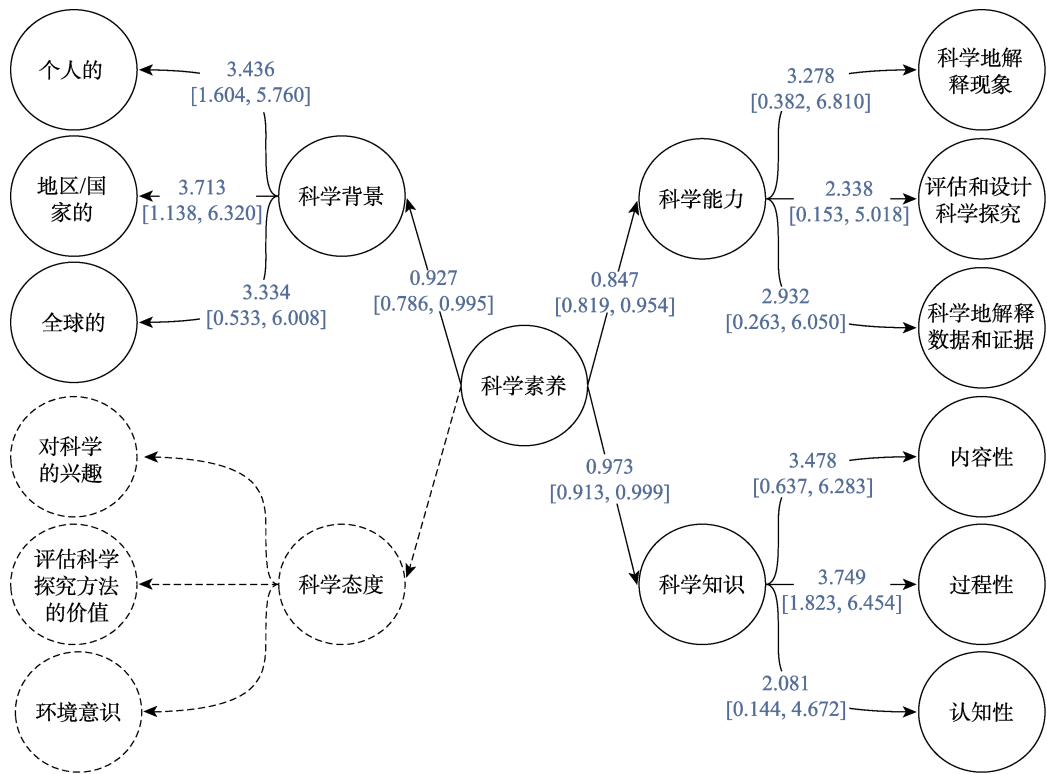 个人的
3.436
[1.604, 5.760]
地区/国
家的
3.713
[1.138, 6.320]
科学背景
全球的
3.334
[0.533, 6.008]
0.927
[0.786, 0.995]
科学素养
对科学
的兴趣
评估科学
探究方法
的价值
科学态度
环境意识
科学能力
0.847
[0.819, 0.954]
3.278
[0.382, 6.810]
科学地解
释现象
2.338
[0.153, 5.018]
评估和设计
科学探究
2.932
[0.263, 6.050]
科学地解释
数据和证据
0.973
[0.913, 0.999]
科学知识
3.478
[0.637, 6.283]
内容性
3.749
[1.823, 6.454]
过程性
2.081
[0.144, 4.672]
认知性